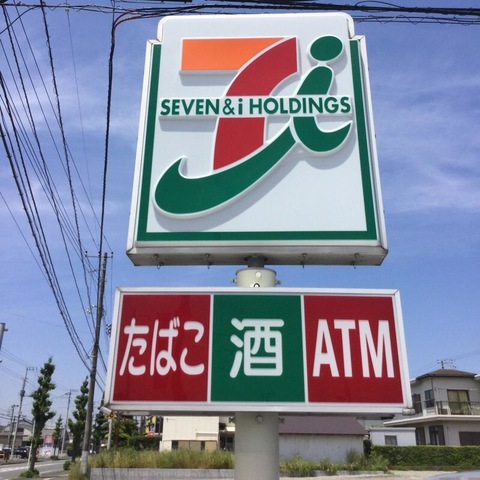 SEVEN&i HOLDINGS
たばこ 酒 ATM